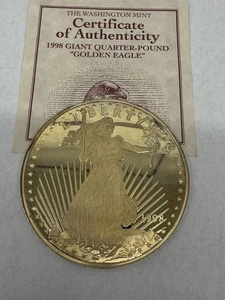 THE WASHINGTON MINT
Certificate
of Authenticity
1998 GIANT QUARTER-POUND
"GOLDEN EAGLE"
LIBERTY
1998